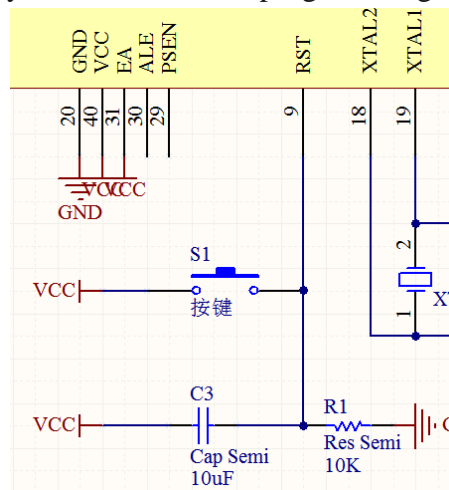 GND
VCC
EA
ALE
PSEN
RST
XTAL2
XTAL1
20
40
31
30
29
9
18
19
VCC
VCC
GND
S1
VCC
按键
2
1
C3
R1
VCC
Cap Semi
Res Semi
10uF
10K